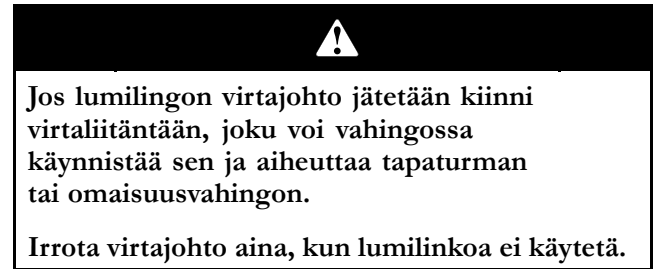 Jos lumilingon virtajohto jätetään kiinni
virtaliitäntään, joku voi vahingossa
käynnistää sen ja aiheuttaa tapaturman
tai omaisuusvahingon.
Irrota virtajohto aina, kun lumilinkoa ei käytetä.